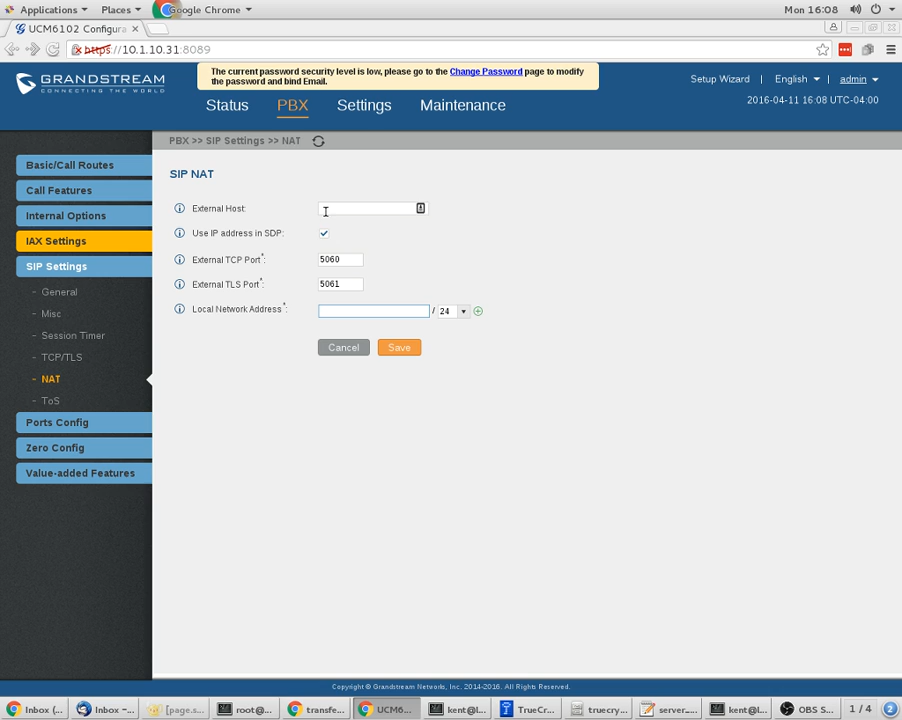 Applications Places Google Chrome Mon 16:08
UCM6102 Configura
https://10.1.10.31:8089
GRANDSTREAM
CONNECTING THE WORLD
The current password security level is low, please go to the Change Password page to modify
the password and bind Email.
Setup Wizard | English | admin
Status PBX Settings Maintenance
2016-04-11 16:08 UTC-04:00
PBX >> SIP Settings >> NAT
Basic/Call Routes
Call Features
Internal Options
IAX Settings
SIP Settings
- General
- Misc
- Session Timer
- TCP/TLS
- NAT
- ToS
Ports Config
Zero Config
Value-added Features
SIP NAT
External Host:
Use IP address in SDP:
External TCP Port*: 5060
External TLS Port*: 5061
Local Network Address*: / 24
Cancel Save
Copyright © Grandstream Networks, Inc. 2014-2016. All Rights Reserved.
Inbox (... Inbox -... [page.s... root@... transfe... UCM6... kent@l... TrueCr... truecry... server... kent@l... OBS S... 1 / 4 2